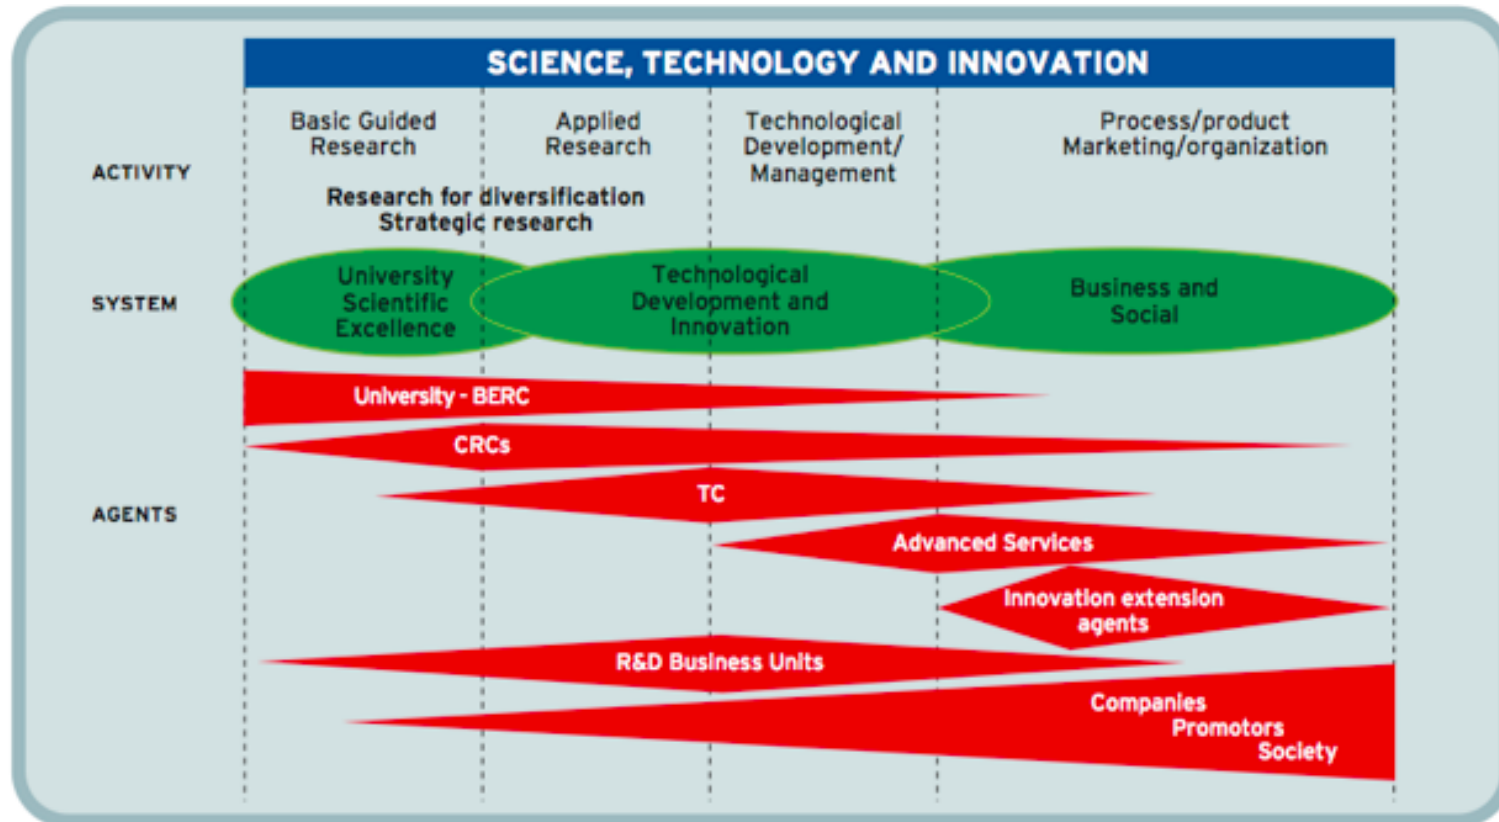 SCIENCE, TECHNOLOGY AND INNOVATION
Basic Guided
Research
Applied
Research
Technological
Development/
Management
Process/product
Marketing/organization
ACTIVITY
Research for diversification
Strategic research
SYSTEM
University
Scientific
Excellence
Technological
Development and
Innovation
Business and
Social
AGENTS
University - BERC
CRCs
TC
Advanced Services
Innovation extension
agents
R&D Business Units
Companies
Promotors
Society